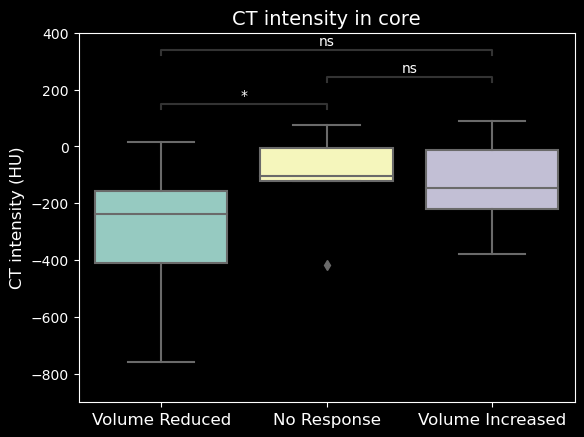 CT intensity in core
400
200
0
−200
−400
−600
−800
CT intensity (HU)
ns
ns
*
Volume Reduced
No Response
Volume Increased